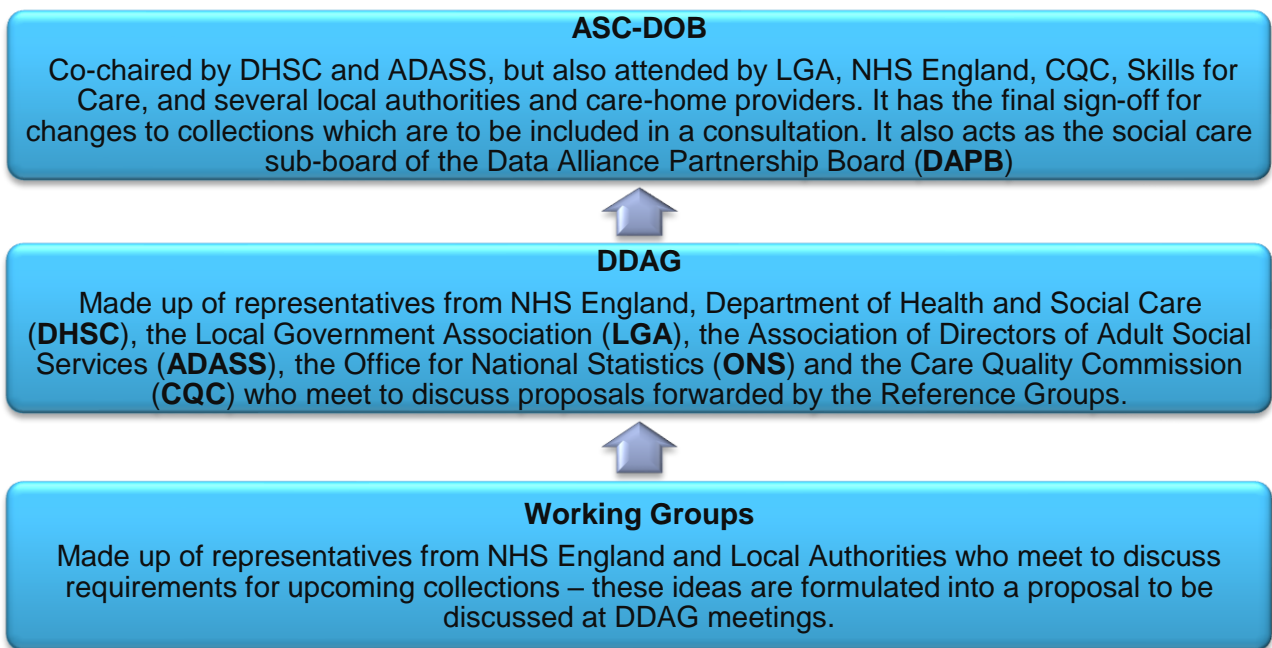 ASC-DOB
Co-chaired by DHSC and ADASS, but also attended by LGA, NHS England, CQC, Skills for
Care, and several local authorities and care-home providers. It has the final sign-off for
changes to collections which are to be included in a consultation. It also acts as the social care
sub-board of the Data Alliance Partnership Board (DAPB)
DDAG
Made up of representatives from NHS England, Department of Health and Social Care
(DHSC), the Local Government Association (LGA), the Association of Directors of Adult Social
Services (ADASS), the Office for National Statistics (ONS) and the Care Quality Commission
(CQC) who meet to discuss proposals forwarded by the Reference Groups.
Working Groups
Made up of representatives from NHS England and Local Authorities who meet to discuss
requirements for upcoming collections – these ideas are formulated into a proposal to be
discussed at DDAG meetings.